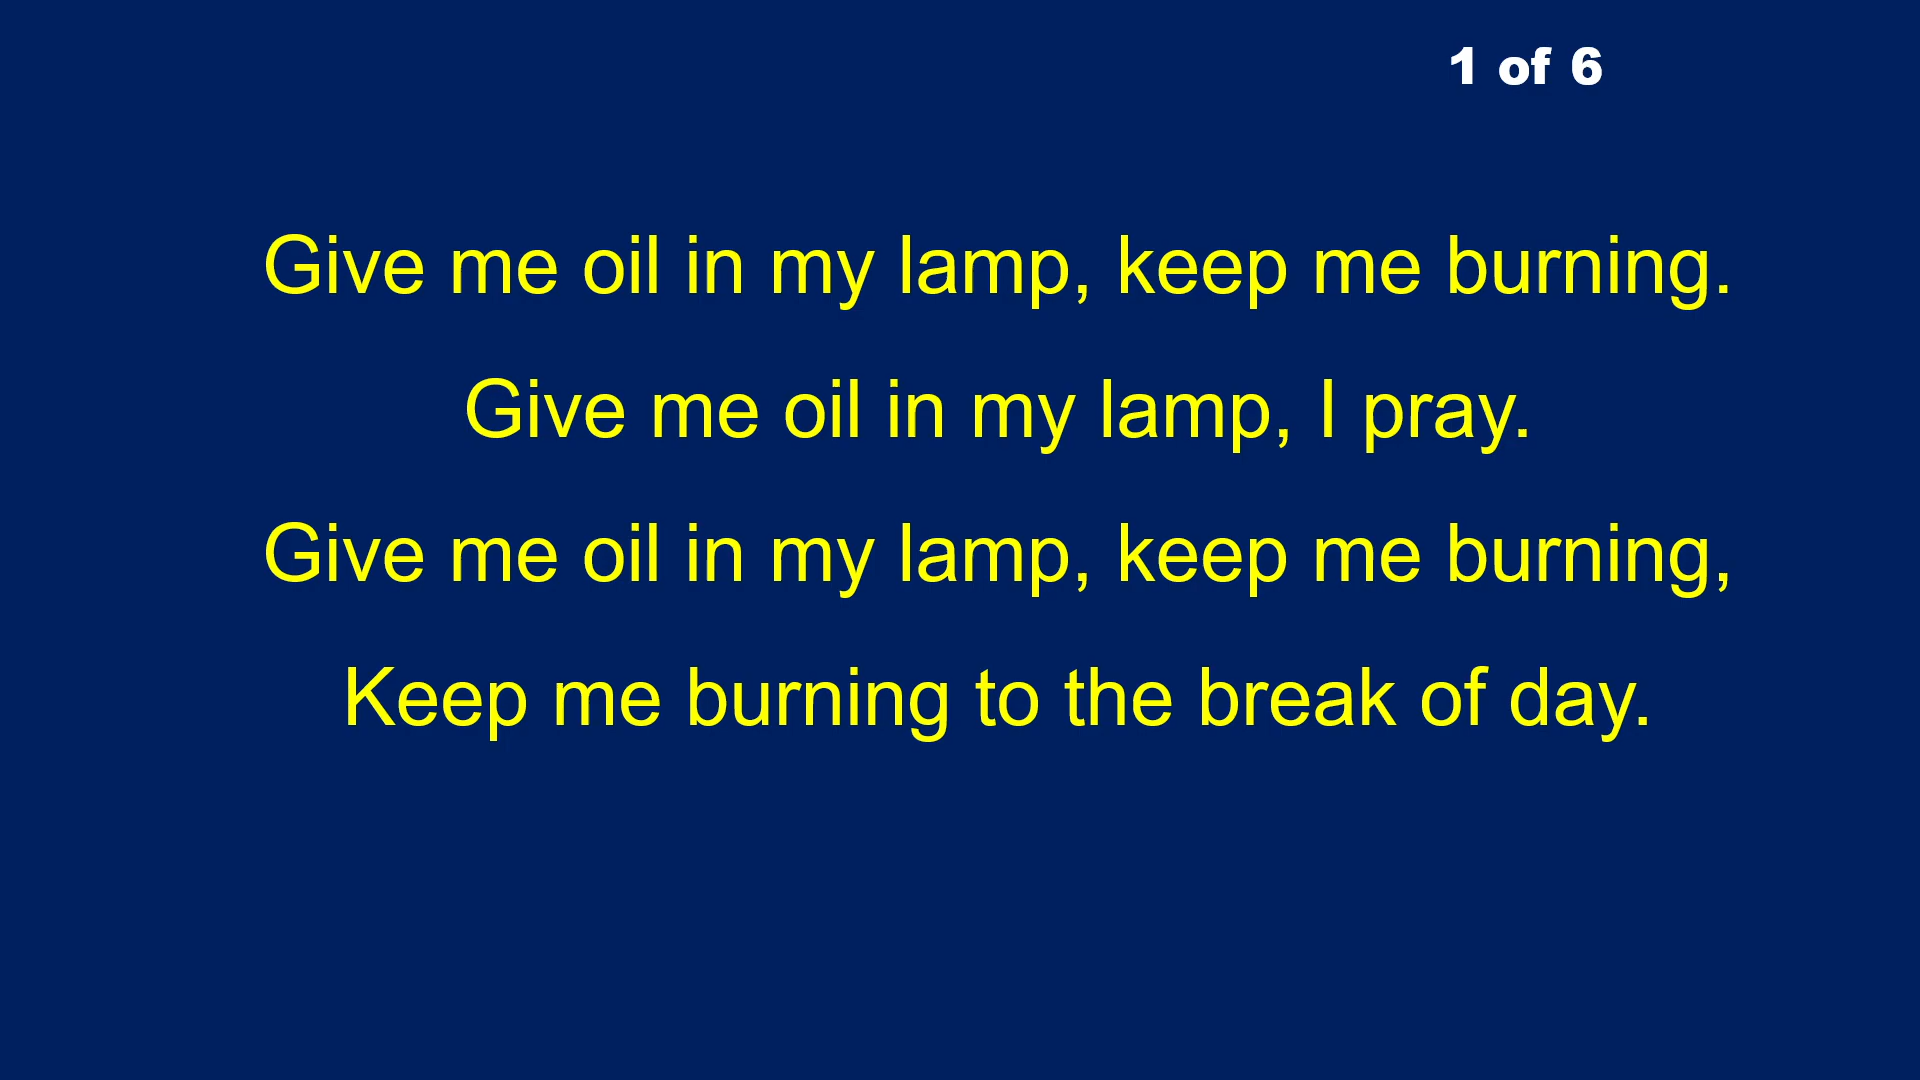 1 of 6
Give me oil in my lamp, keep me burning.
Give me oil in my lamp, I pray.
Give me oil in my lamp, keep me burning,
Keep me burning to the break of day.